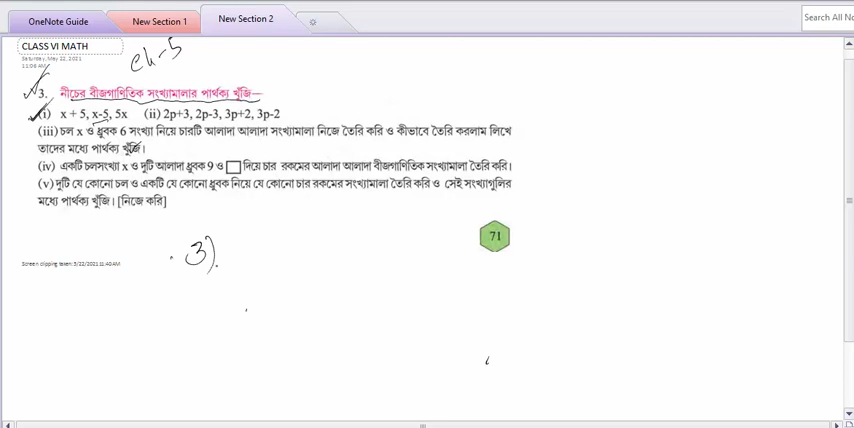 OneNote Guide New Section 1 New Section 2
Search All No
CLASS VI MATH
Saturday, May 22, 2021
11:06 AM
Ch-5
3. নীচের বীজগাণিতিক সংখ্যামালার পার্থক্য খুঁজি—
(i) x + 5, x-5, 5x (ii) 2p+3, 2p-3, 3p+2, 3p-2
(iii) চল x ও ধ্রুবক 6 সংখ্যা নিয়ে চারটি আলাদা আলাদা সংখ্যামালা নিজে তৈরি করি ও কীভাবে তৈরি করলাম লিখে
তাদের মধ্যে পার্থক্য খুঁজি।
(iv) একটি চলসংখ্যা x ও দুটি আলাদা ধ্রুবক 9 ও □ দিয়ে চার রকমের আলাদা আলাদা বীজগাণিতিক সংখ্যামালা তৈরি করি।
(v) দুটি যে কোনো চল ও একটি যে কোনো ধ্রুবক নিয়ে যে কোনো চার রকমের সংখ্যামালা তৈরি করি ও সেই সংখ্যাগুলির
মধ্যে পার্থক্য খুঁজি। [নিজে করি]
71
3).
Screen clipping taken: 5/22/2021 11:40 AM